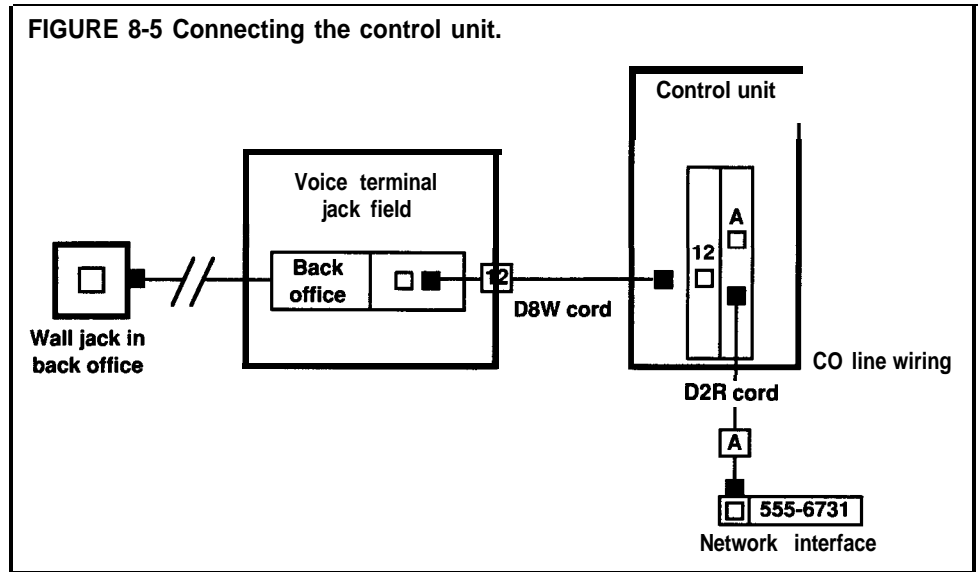 FIGURE 8-5 Connecting the control unit.
Control unit
Voice terminal
jack field
A
12
Back
office
12
D8W cord
Wall jack in
back office
CO line wiring
D2R cord
A
555-6731
Network interface